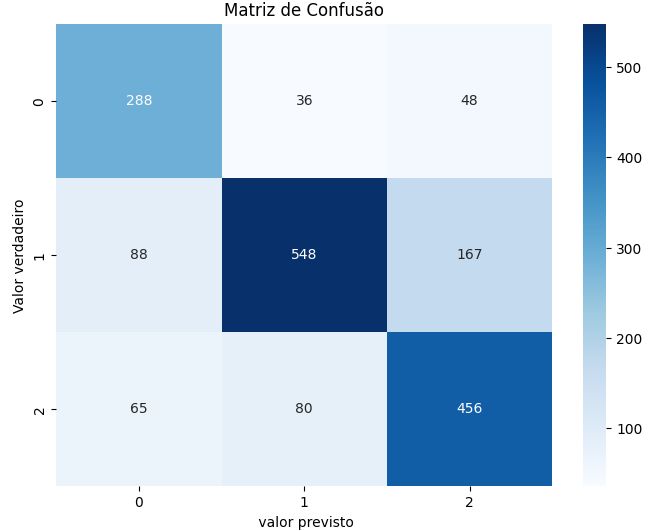 Matriz de Confusão
Valor verdadeiro
0 288 36 48
1 88 548 167
2 65 80 456
0 1 2
valor previsto
500
400
300
200
100